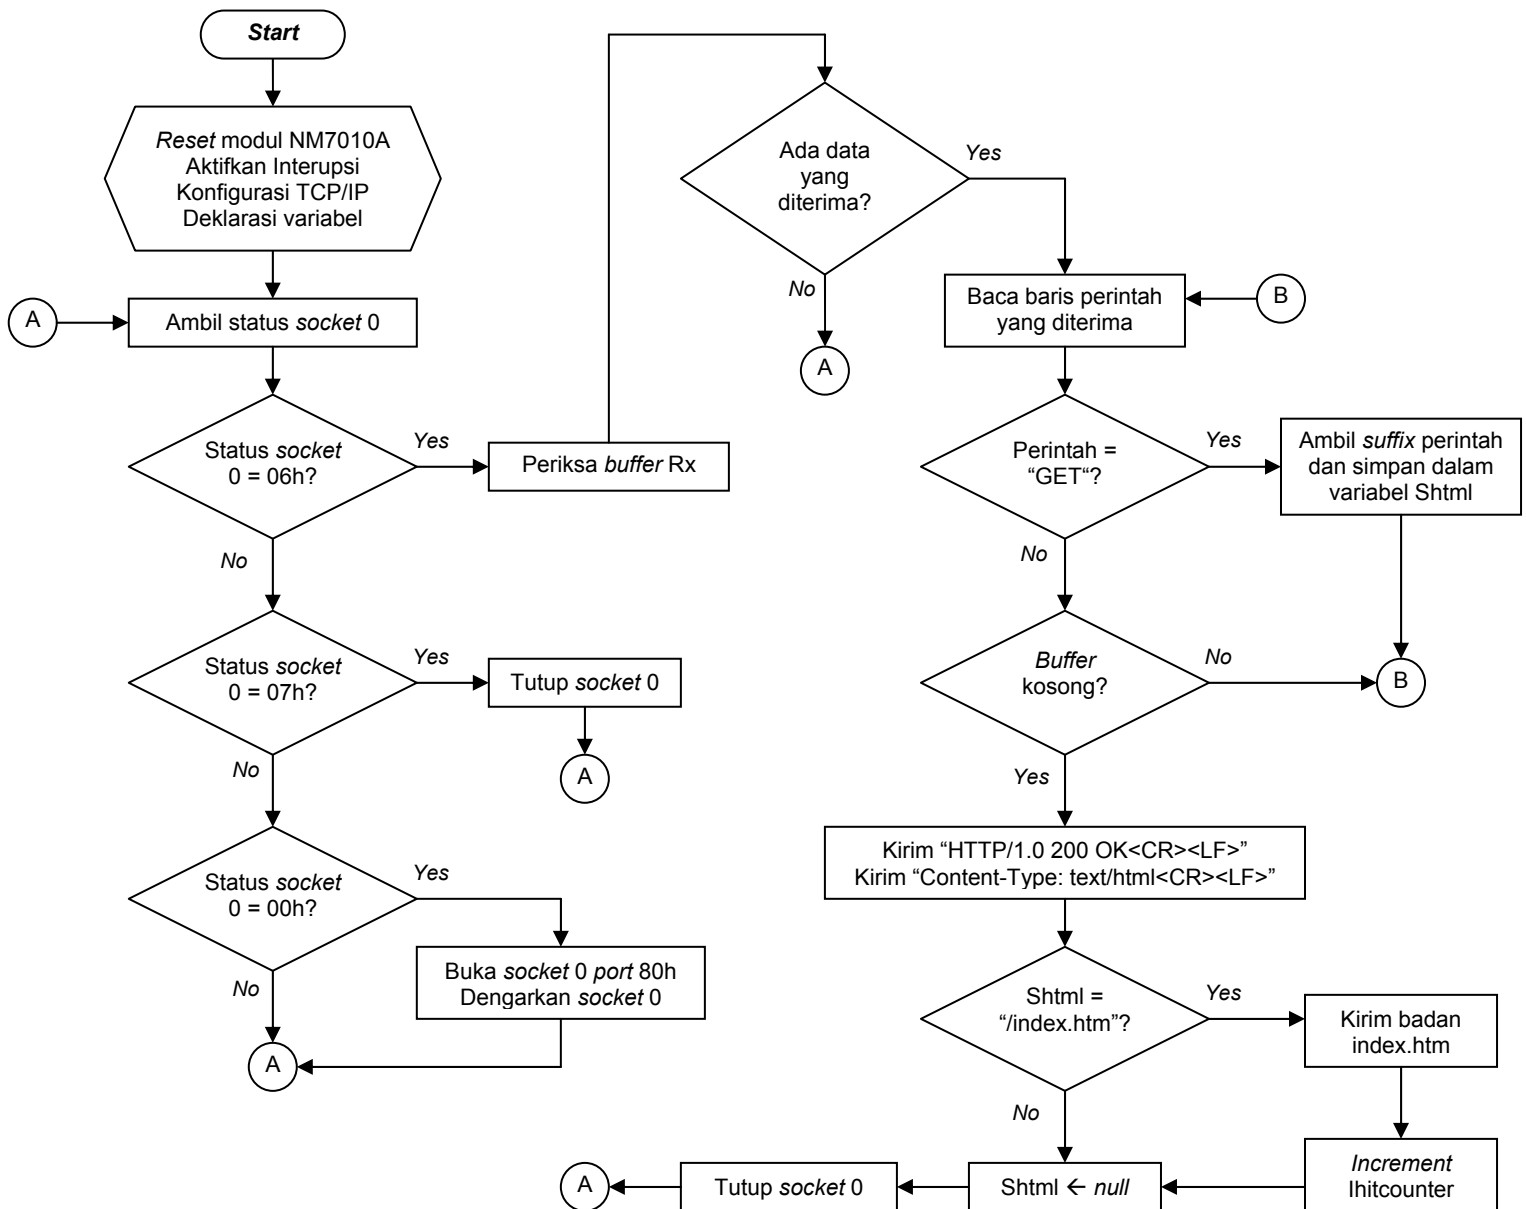 Start
Reset modul NM7010A
Aktifkan Interupsi
Konfigurasi TCP/IP
Deklarasi variabel
A
Ambil status socket 0
Status socket
0 = 06h?
Yes
Periksa buffer Rx
No
Status socket
0 = 07h?
Yes
Tutup socket 0
A
No
Status socket
0 = 00h?
Yes
Buka socket 0 port 80h
Dengarkan socket 0
No
A
Ada data
yang
diterima?
Yes
No
A
Baca baris perintah
yang diterima
B
Perintah =
“GET“?
Yes
Ambil suffix perintah
dan simpan dalam
variabel Shtml
No
Buffer
kosong?
No
B
Yes
Kirim “HTTP/1.0 200 OK<CR><LF>”
Kirim “Content-Type: text/html<CR><LF>”
Shtml =
“/index.htm”?
Yes
Kirim badan
index.htm
No
Increment
Ihitcounter
Shtml ← null
Tutup socket 0
A